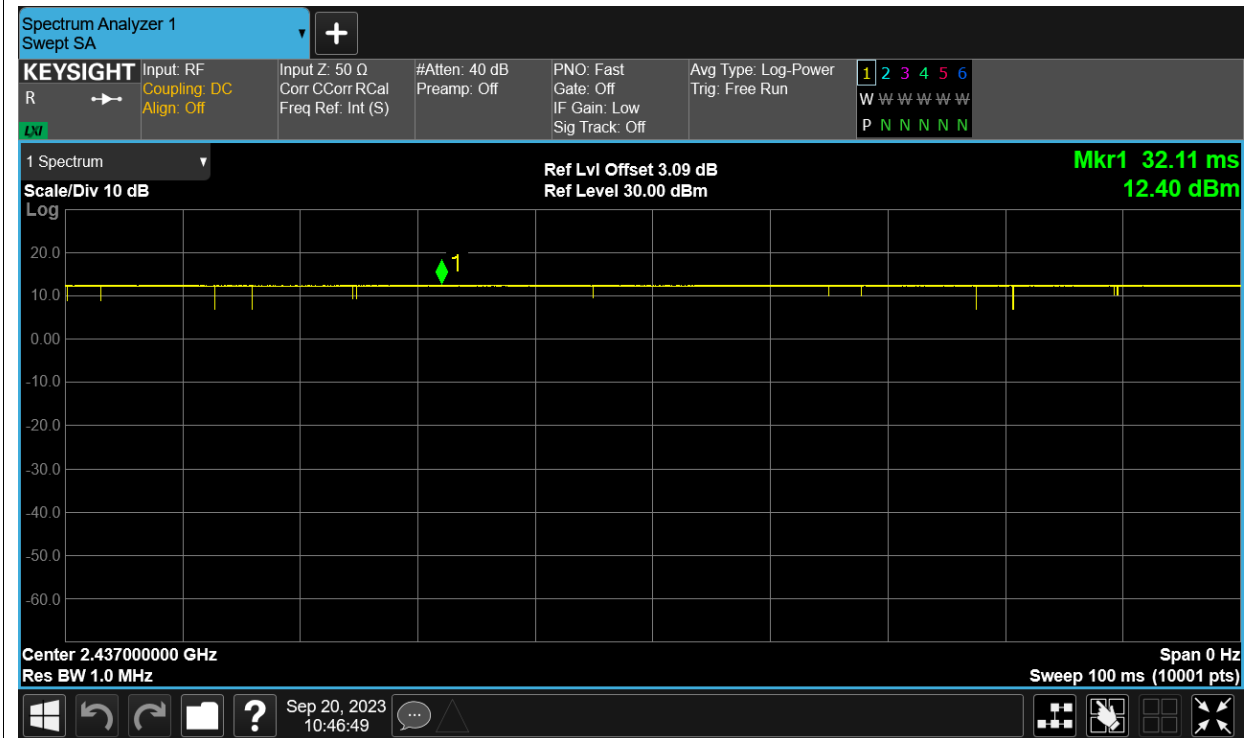 Spectrum Analyzer 1
Swept SA
KEYSIGHT
R
LXI
Input: RF
Coupling: DC
Align: Off
Input Z: 50 Ω
Corr CCorr RCal
Freq Ref: Int (S)
#Atten: 40 dB
Preamp: Off
PNO: Fast
Gate: Off
IF Gain: Low
Sig Track: Off
Avg Type: Log-Power
Trig: Free Run
1 2 3 4 5 6
W W W W W W
P N N N N N
1 Spectrum
Scale/Div 10 dB
Ref Lvl Offset 3.09 dB
Ref Level 30.00 dBm
Mkr1 32.11 ms
12.40 dBm
Log
20.0
1
10.0
0.00
-10.0
-20.0
-30.0
-40.0
-50.0
-60.0
Center 2.437000000 GHz
Span 0 Hz
Res BW 1.0 MHz
Sweep 100 ms (10001 pts)
?
Sep 20, 2023
10:46:49